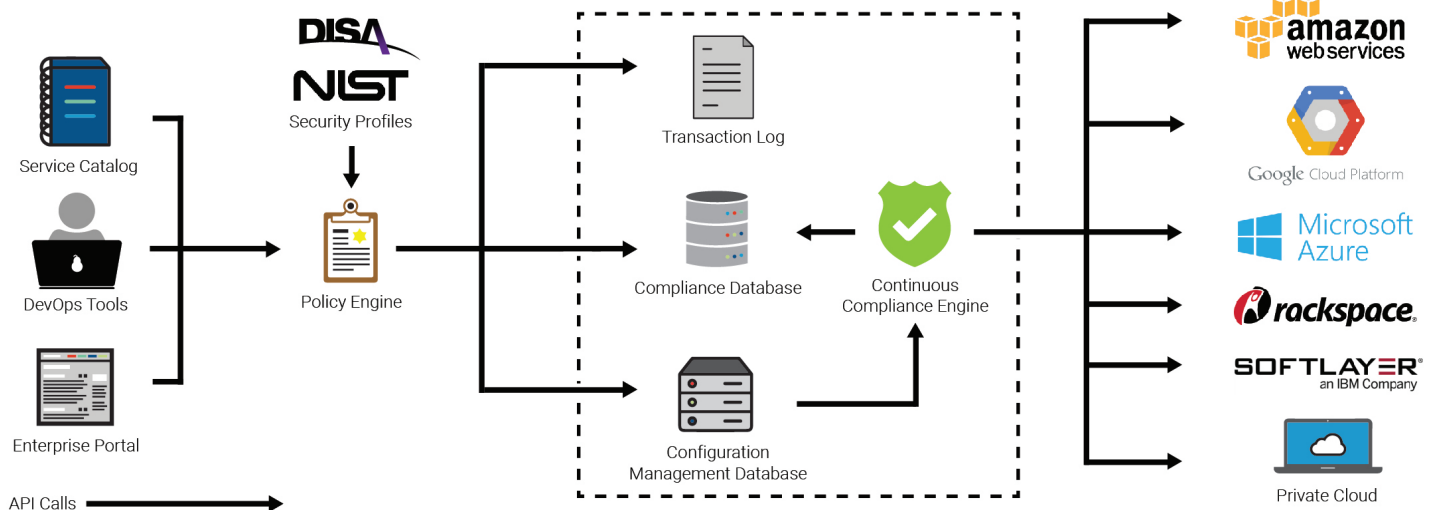 Service Catalog
DevOps Tools
Enterprise Portal
API Calls
DISA
NIST
Security Profiles
Policy Engine
Transaction Log
Compliance Database
Configuration
Management Database
Continuous
Compliance Engine
amazon
web services
Google Cloud Platform
Microsoft
Azure
rackspace.
SOFTLAYER®
an IBM Company
Private Cloud